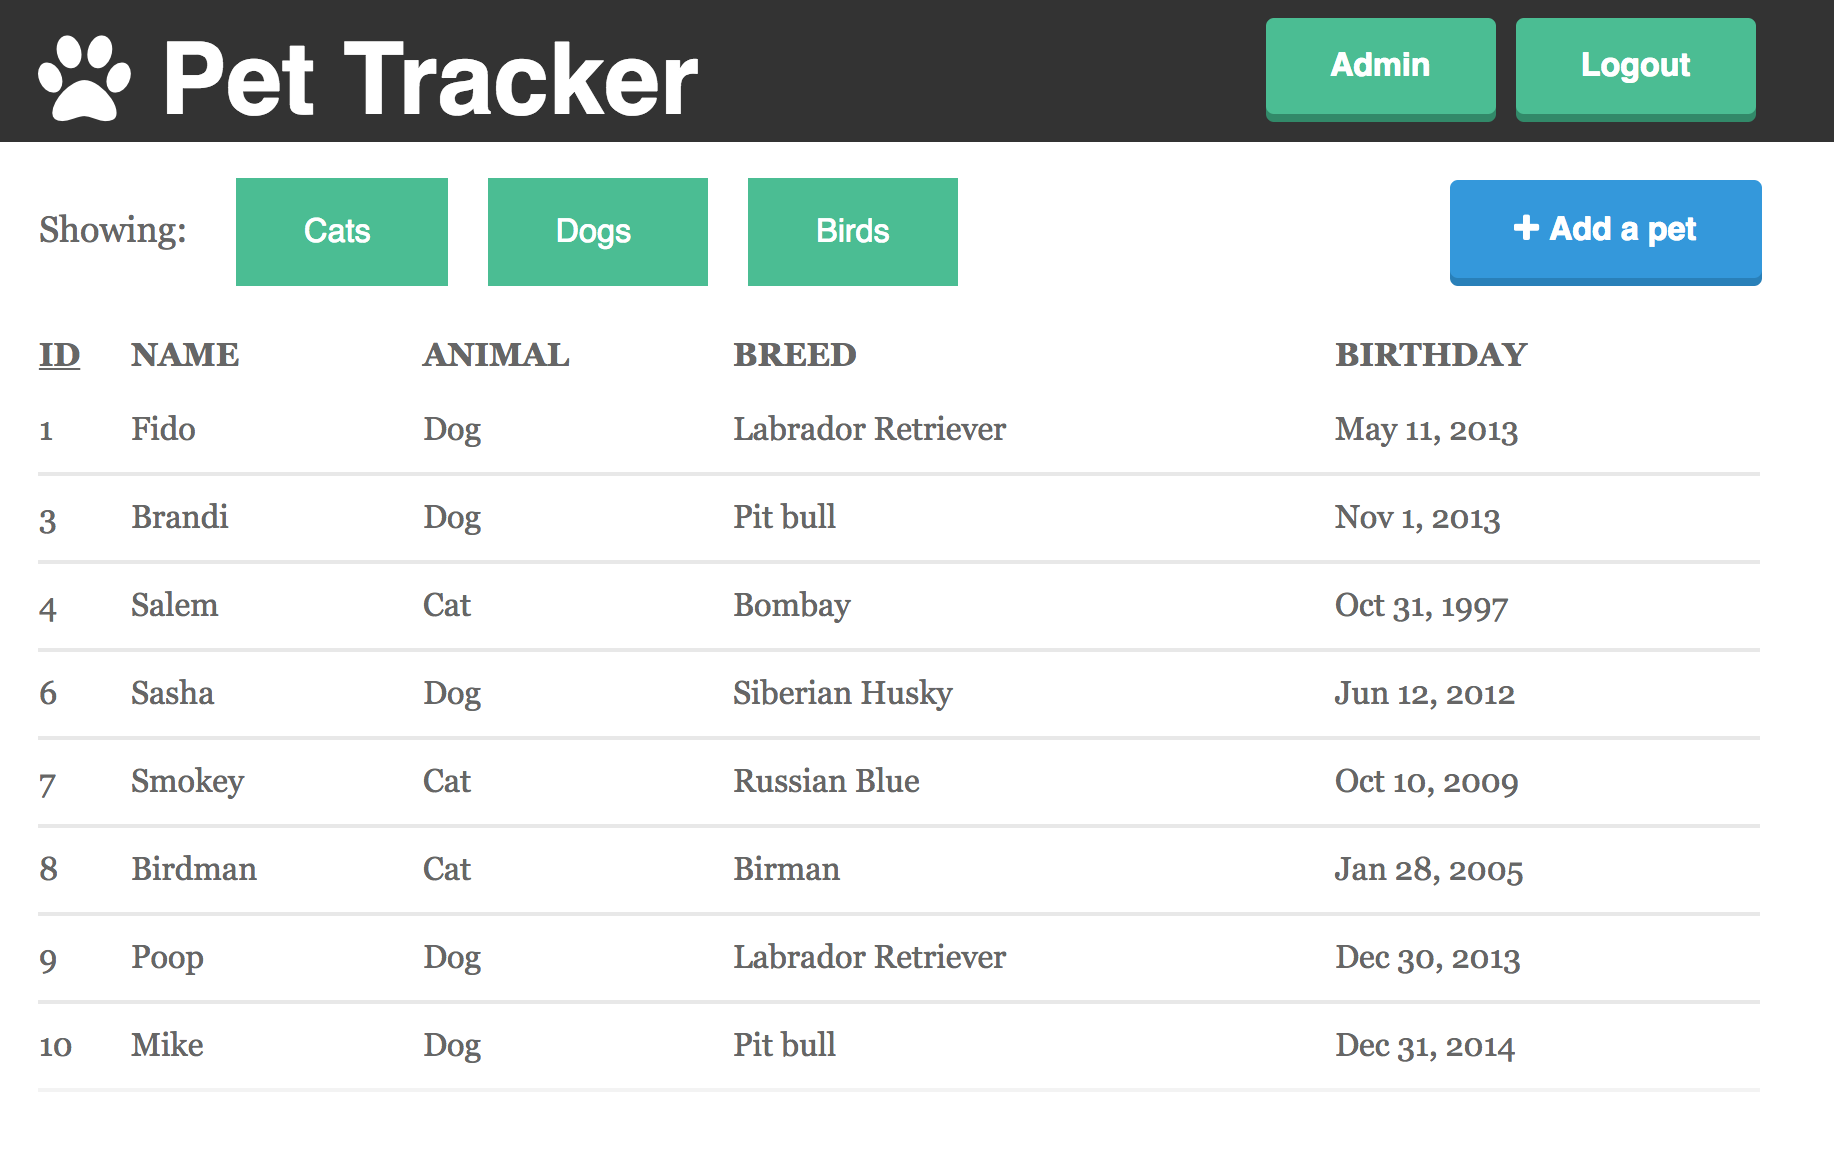 Pet Tracker Admin Logout
Showing: Cats Dogs Birds + Add a pet
ID NAME ANIMAL BREED BIRTHDAY
1 Fido Dog Labrador Retriever May 11, 2013
3 Brandi Dog Pit bull Nov 1, 2013
4 Salem Cat Bombay Oct 31, 1997
6 Sasha Dog Siberian Husky Jun 12, 2012
7 Smokey Cat Russian Blue Oct 10, 2009
8 Birdman Cat Birman Jan 28, 2005
9 Poop Dog Labrador Retriever Dec 30, 2013
10 Mike Dog Pit bull Dec 31, 2014